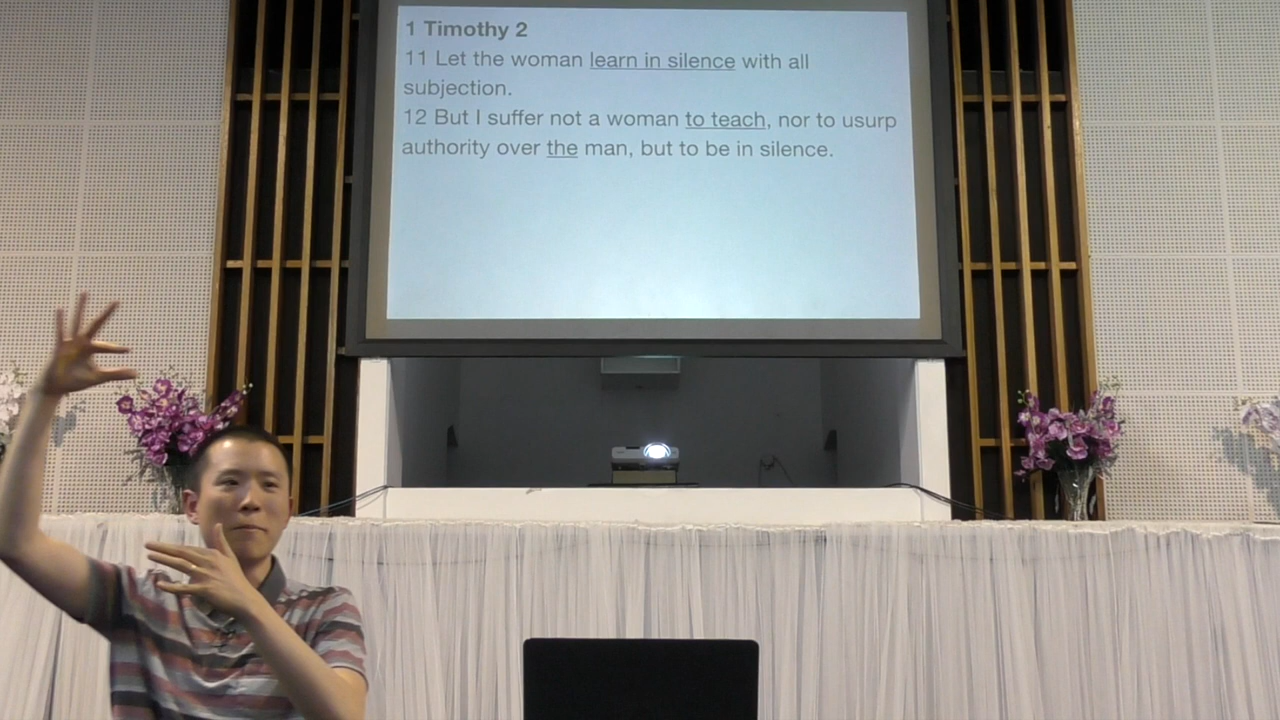 1 Timothy 2
11 Let the woman learn in silence with all
subjection.
12 But I suffer not a woman to teach, nor to usurp
authority over the man, but to be in silence.